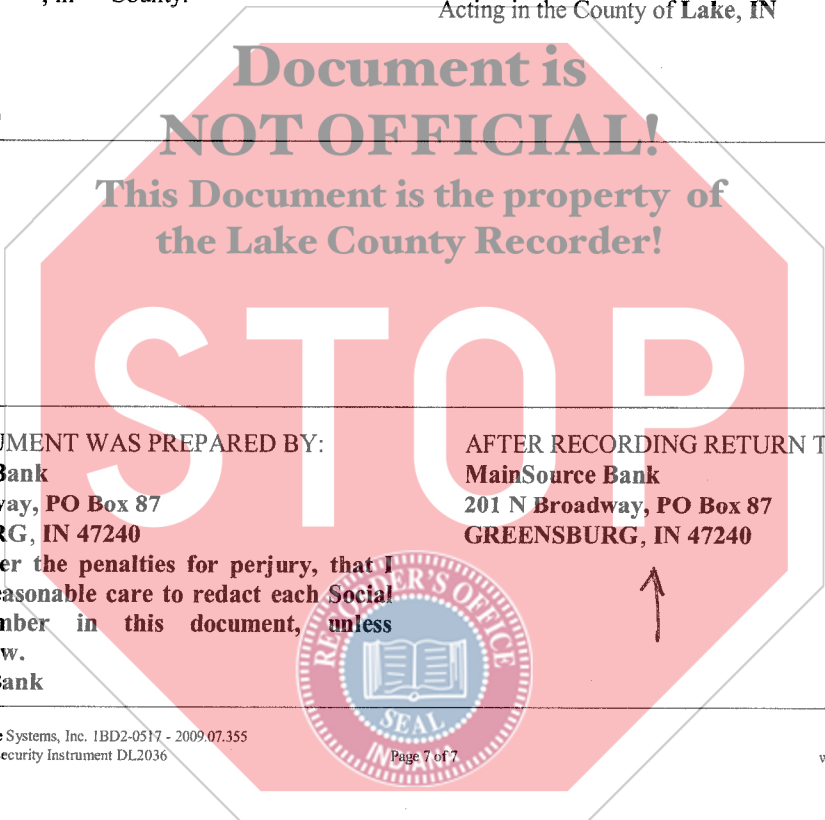 County.
Acting in the County of Lake, IN
Document is
NOT OFFICIAL!
This Document is the property of
the Lake County Recorder!
STOP
UMENT WAS PREPARED BY:
Bank
way, PO Box 87
RG, IN 47240
er the penalties for perjury, that I
easonable care to redact each Social
mber in this document, unless
w.
Bank
AFTER RECORDING RETURN T
MainSource Bank
201 N Broadway, PO Box 87
GREENSBURG, IN 47240
RECORDER'S OFFICE
SEAL
INDIANA
e Systems, Inc. 1BD2-0517 - 2009.07.355
ecurity Instrument DL2036
Page 7 of 7